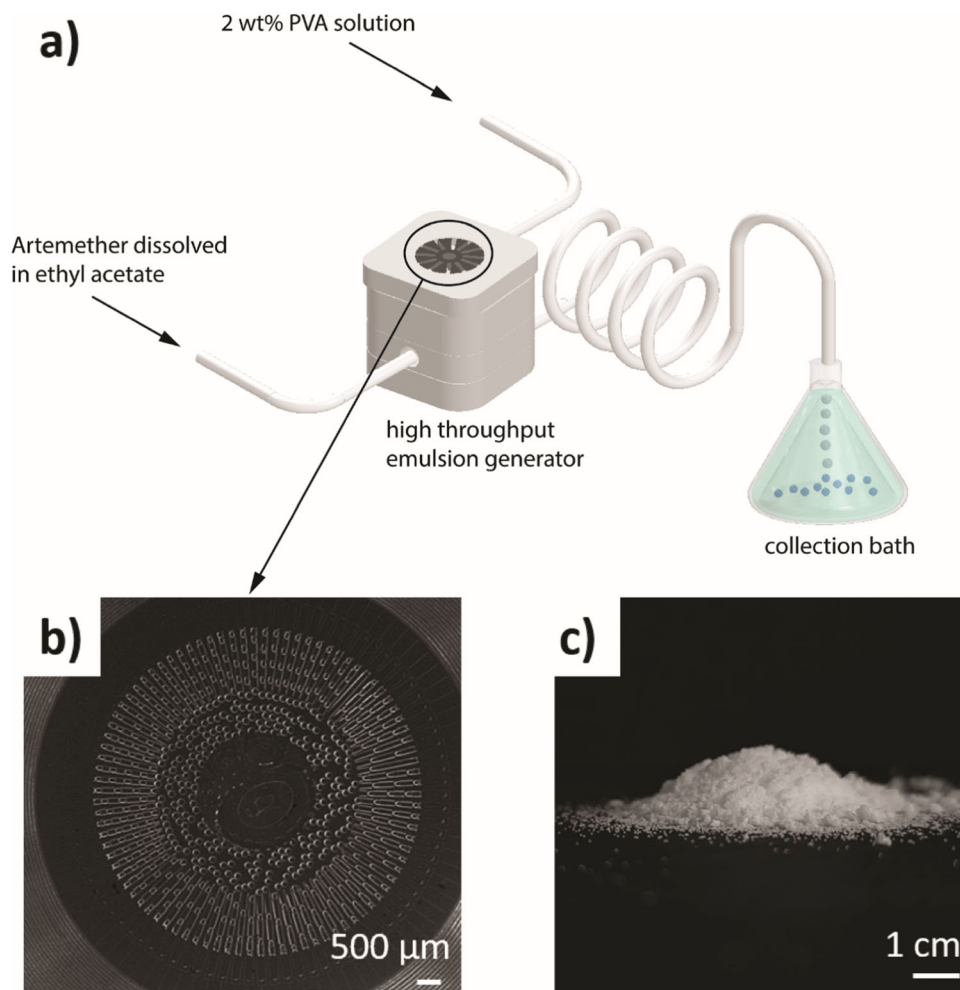 a)
2 wt% PVA solution
Artemether dissolved
in ethyl acetate
high throughput
emulsion generator
collection bath
b)
500 µm
c)
1 cm